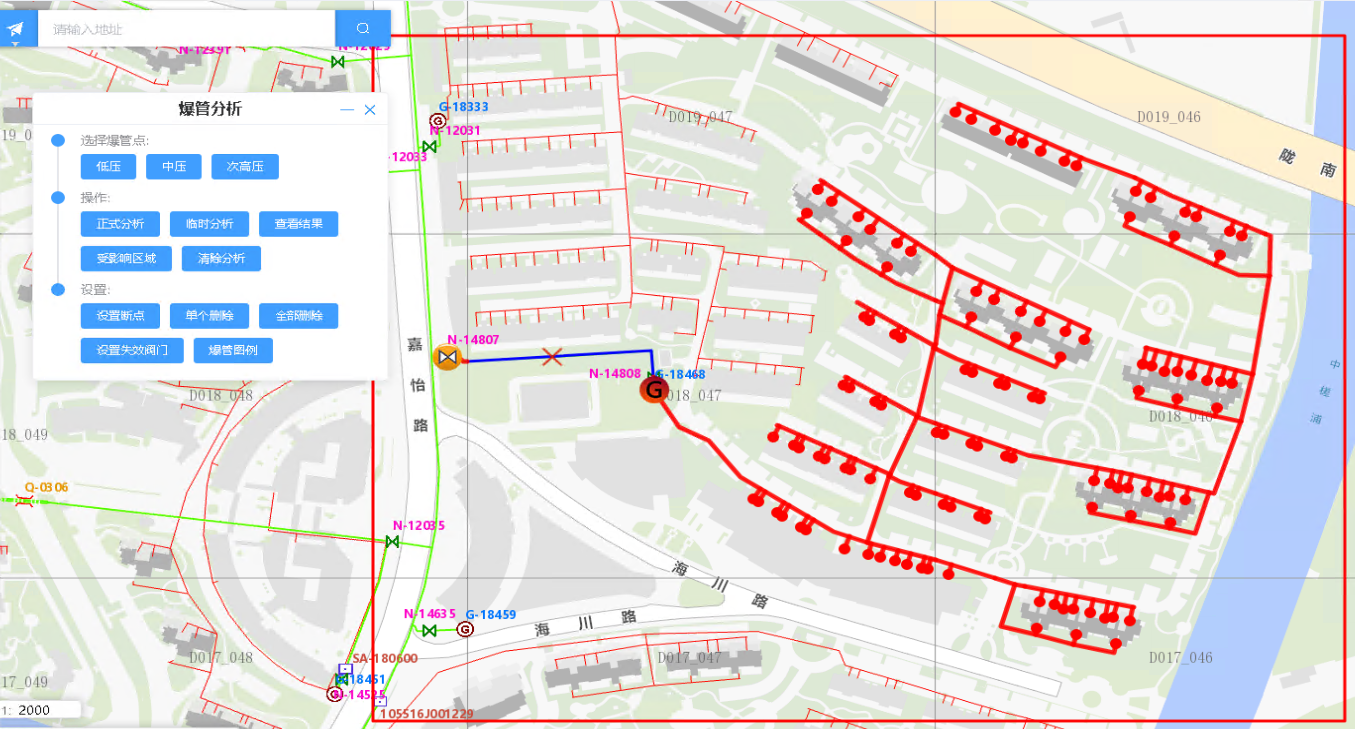 请输入地址
N-12391
N-12029
爆管分析
选择爆管点:
低压
中压
次高压
操作:
正式分析
临时分析
查看结果
受影响区域
清除分析
设置:
设置断点
单个删除
全部删除
设置失效阀门
爆管图例
G-18333
N-12031
12033
D019_047
D019_046
陇 南
N-14807
嘉怡路
N-14808
G-18468
G
D018_048
018_047
D018_046
中槎浦
18_049
Q-0306
N-12035
海川路
N-14635
G-18459
海川路
D017_048
SA-180600
18451
N-14525
D017_047
D017_046
17_049
1: 2000
105516J001229